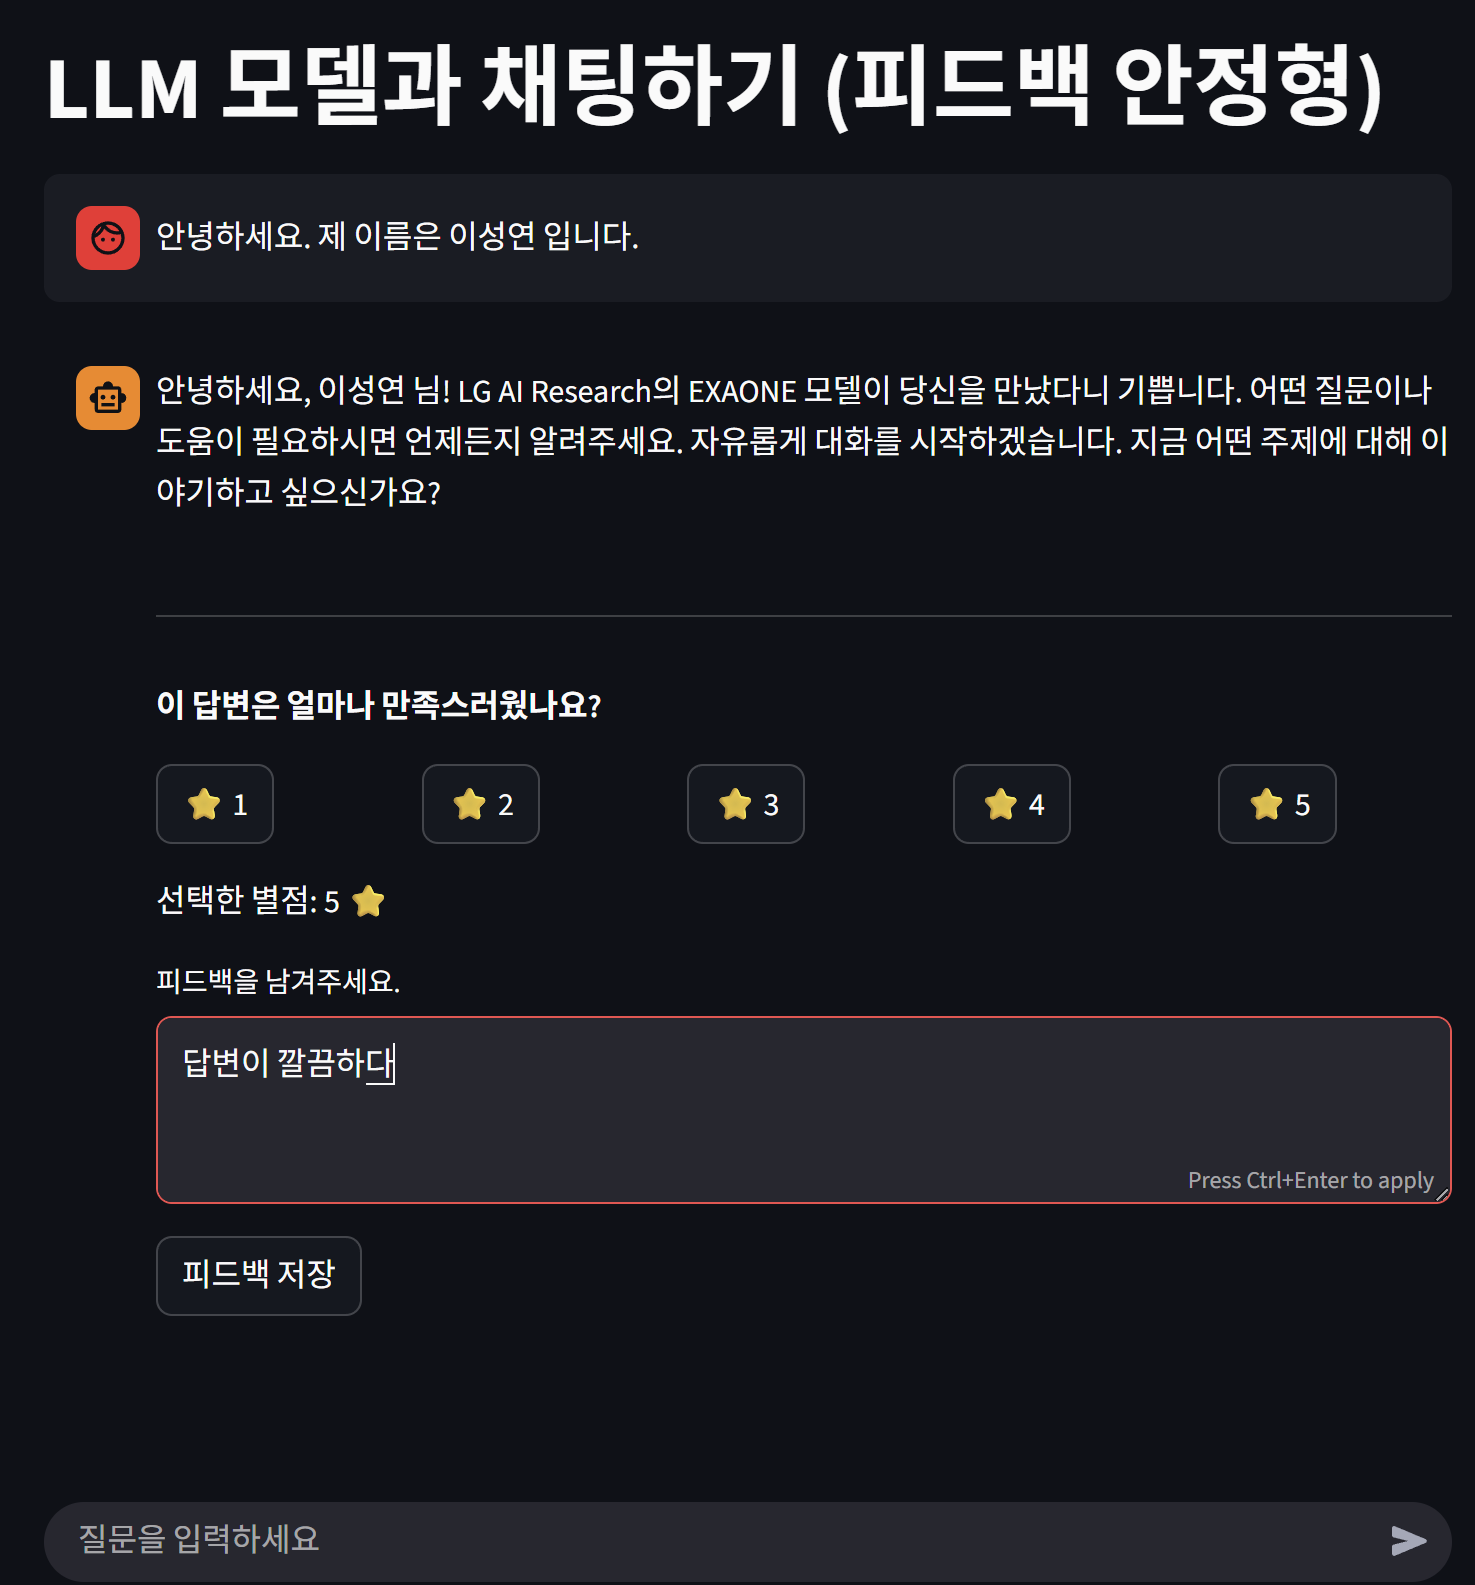 LLM 모델과 채팅하기 (피드백 안정형)
안녕하세요. 제 이름은 이성연 입니다.
안녕하세요, 이성연 님! LG AI Research의 EXAONE 모델이 당신을 만났다니 기쁩니다. 어떤 질문이나
도움이 필요하시면 언제든지 알려주세요. 자유롭게 대화를 시작하겠습니다. 지금 어떤 주제에 대해 이
야기하고 싶으신가요?
이 답변은 얼마나 만족스러웠나요?
⭐ 1 ⭐ 2 ⭐ 3 ⭐ 4 ⭐ 5
선택한 별점: 5 ⭐
피드백을 남겨주세요.
답변이 깔끔하다
Press Ctrl+Enter to apply
피드백 저장
질문을 입력하세요